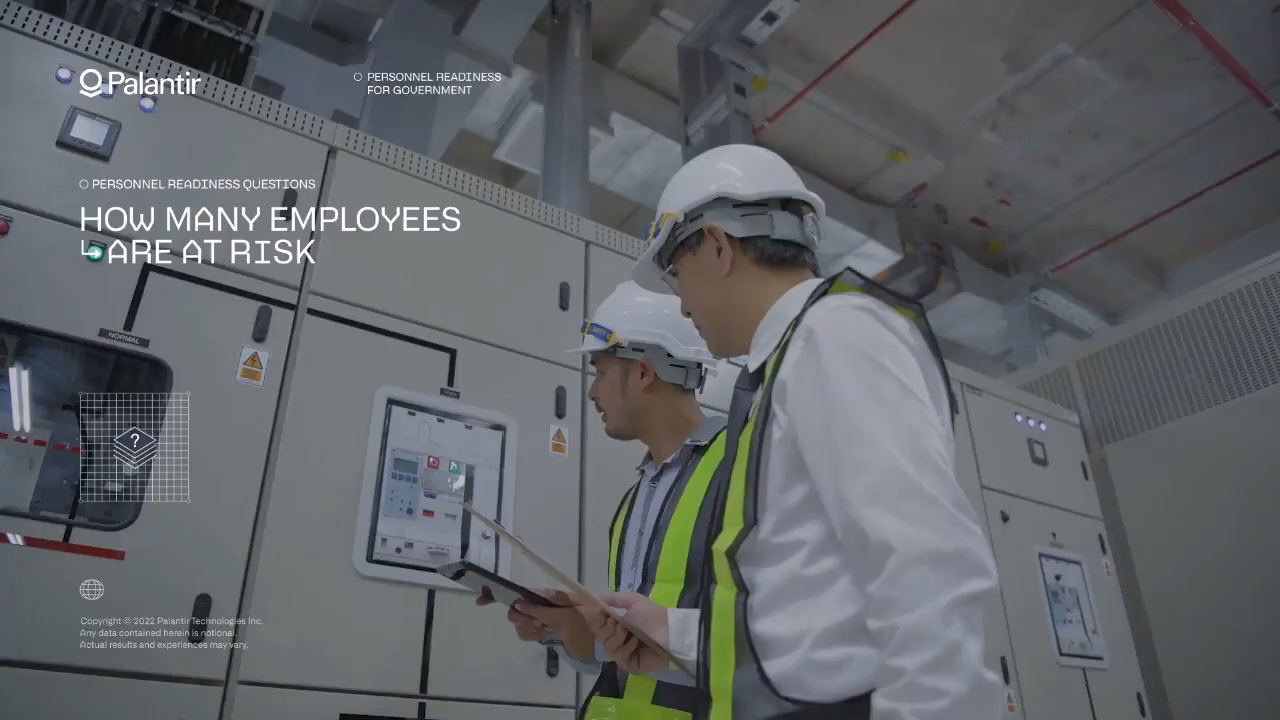 Palantir
PERSONNEL READINESS
FOR GOVERNMENT
PERSONNEL READINESS QUESTIONS
HOW MANY EMPLOYEES
ARE AT RISK
NORMAL
?
Copyright © 2022 Palantir Technologies Inc.
Any data contained herein is notional.
Actual results and experiences may vary.